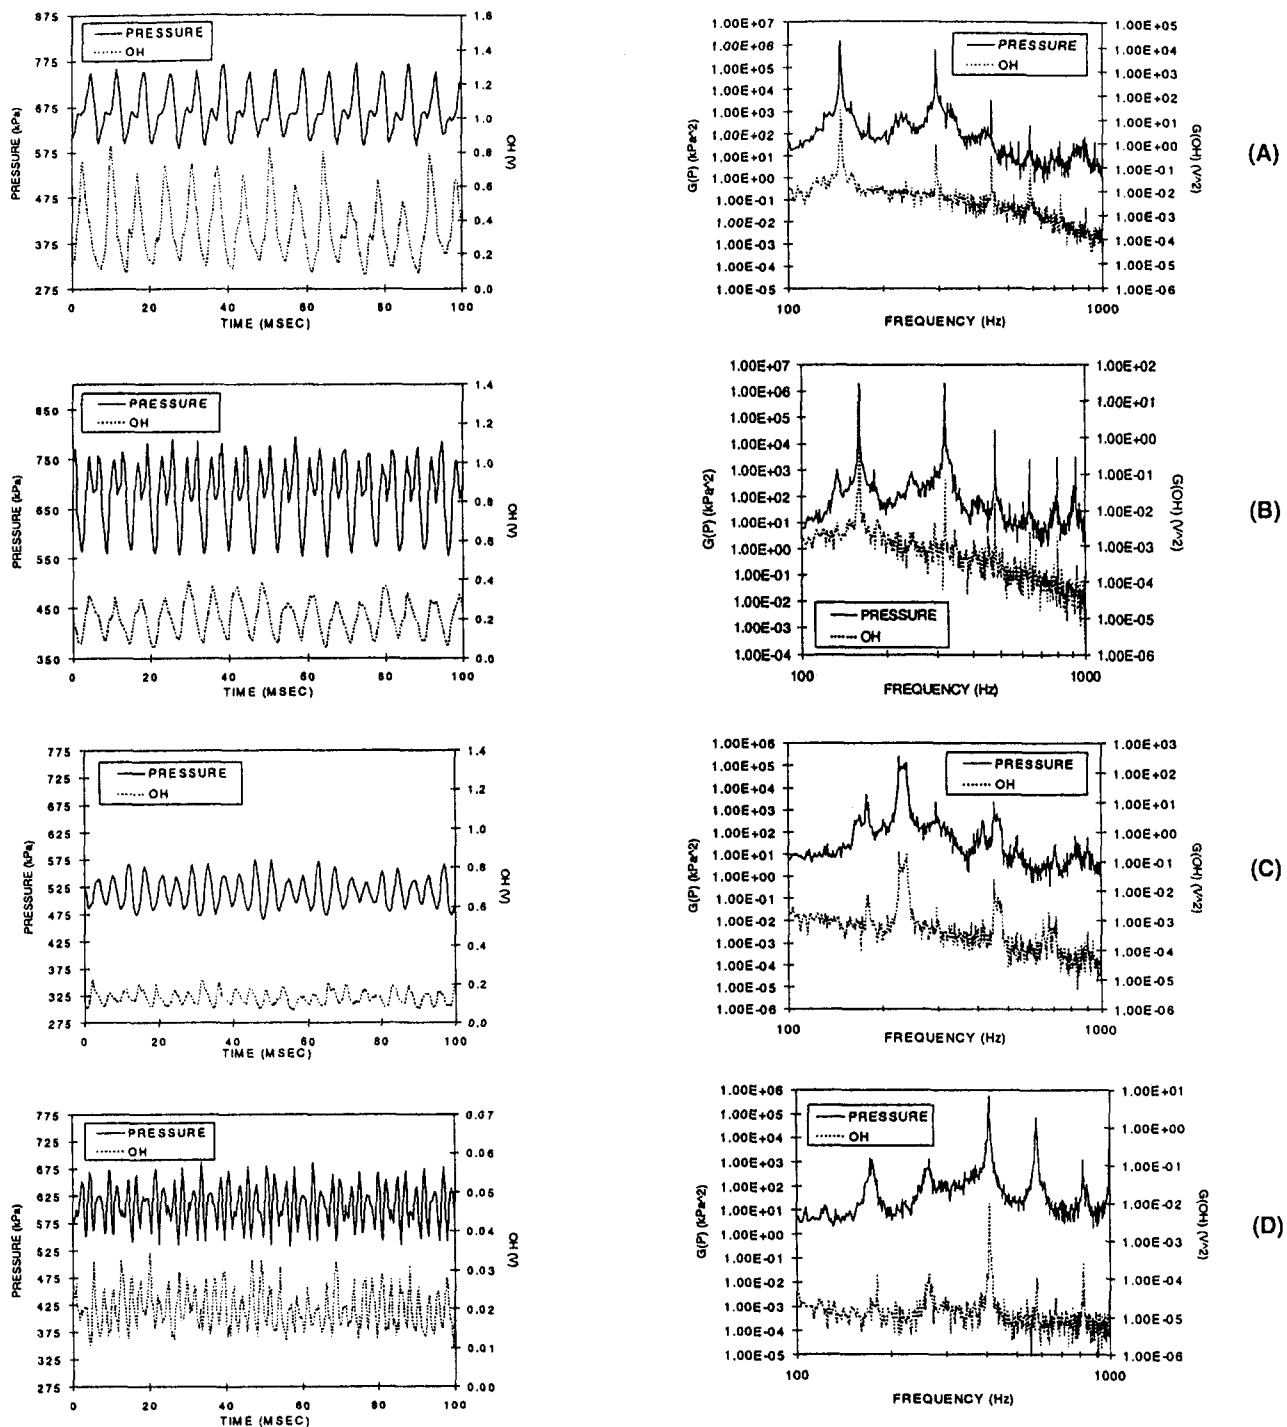 875
775
675
575
475
375
275
PRESSURE (kPa)
PRESSURE
OH
1.6
1.4
1.2
1.0
0.8
0.6
0.4
0.2
0.0
OH (V)
0 20 40 60 80 100
TIME (MSEC)
1.00E+07
1.00E+06
1.00E+05
1.00E+04
1.00E+03
1.00E+02
1.00E+01
1.00E+00
1.00E-01
1.00E-02
1.00E-03
1.00E-04
1.00E-05
G(P) (kPa^2)
PRESSURE
OH
1.00E+05
1.00E+04
1.00E+03
1.00E+02
1.00E+01
1.00E+00
1.00E-01
1.00E-02
1.00E-03
1.00E-04
1.00E-05
1.00E-06
G(OH) (V^2)
100 1000
FREQUENCY (Hz)
(A)
850
750
650
550
450
350
PRESSURE (kPa)
PRESSURE
OH
1.4
1.2
1.0
0.8
0.6
0.4
0.2
0.0
OH (V)
0 20 40 60 80 100
TIME (MSEC)
1.00E+07
1.00E+06
1.00E+05
1.00E+04
1.00E+03
1.00E+02
1.00E+01
1.00E+00
1.00E-01
1.00E-02
1.00E-03
1.00E-04
G(P) (kPa^2)
PRESSURE
OH
1.00E+02
1.00E+01
1.00E+00
1.00E-01
1.00E-02
1.00E-03
1.00E-04
1.00E-05
1.00E-06
G(OH) (V^2)
100 1000
FREQUENCY (Hz)
(B)
775
725
675
625
575
525
475
425
375
325
275
PRESSURE (kPa)
PRESSURE
OH
1.4
1.2
1.0
0.8
0.6
0.4
0.2
0.0
OH (V)
0 20 40 60 80 100
TIME (MSEC)
1.00E+06
1.00E+05
1.00E+04
1.00E+03
1.00E+02
1.00E+01
1.00E+00
1.00E-01
1.00E-02
1.00E-03
1.00E-04
1.00E-05
1.00E-06
G(P) (kPa^2)
PRESSURE
OH
1.00E+03
1.00E+02
1.00E+01
1.00E+00
1.00E-01
1.00E-02
1.00E-03
1.00E-04
1.00E-05
1.00E-06
G(OH) (V^2)
100 1000
FREQUENCY (Hz)
(C)
775
725
675
625
575
525
475
425
375
325
275
PRESSURE (kPa)
PRESSURE
OH
0.07
0.06
0.05
0.04
0.03
0.02
0.01
0.00
OH (V)
0 20 40 60 80 100
TIME (MSEC)
1.00E+06
1.00E+05
1.00E+04
1.00E+03
1.00E+02
1.00E+01
1.00E+00
1.00E-01
1.00E-02
1.00E-03
1.00E-04
1.00E-05
G(P) (kPa^2)
PRESSURE
OH
1.00E+01
1.00E+00
1.00E-01
1.00E-02
1.00E-03
1.00E-04
1.00E-05
1.00E-06
G(OH) (V^2)
100 1000
FREQUENCY (Hz)
(D)